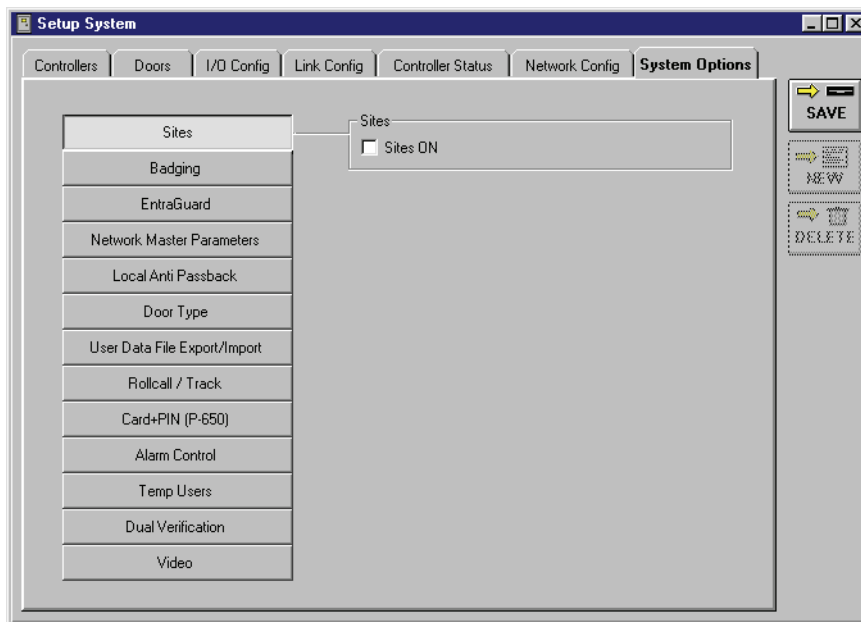 Setup System
Controllers Doors I/O Config Link Config Controller Status Network Config System Options
Sites
Sites
Sites ON
Badging
EntraGuard
Network Master Parameters
Local Anti Passback
Door Type
User Data File Export/Import
Rollcall / Track
Card+PIN (P-650)
Alarm Control
Temp Users
Dual Verification
Video
SAVE
NEW
DELETE